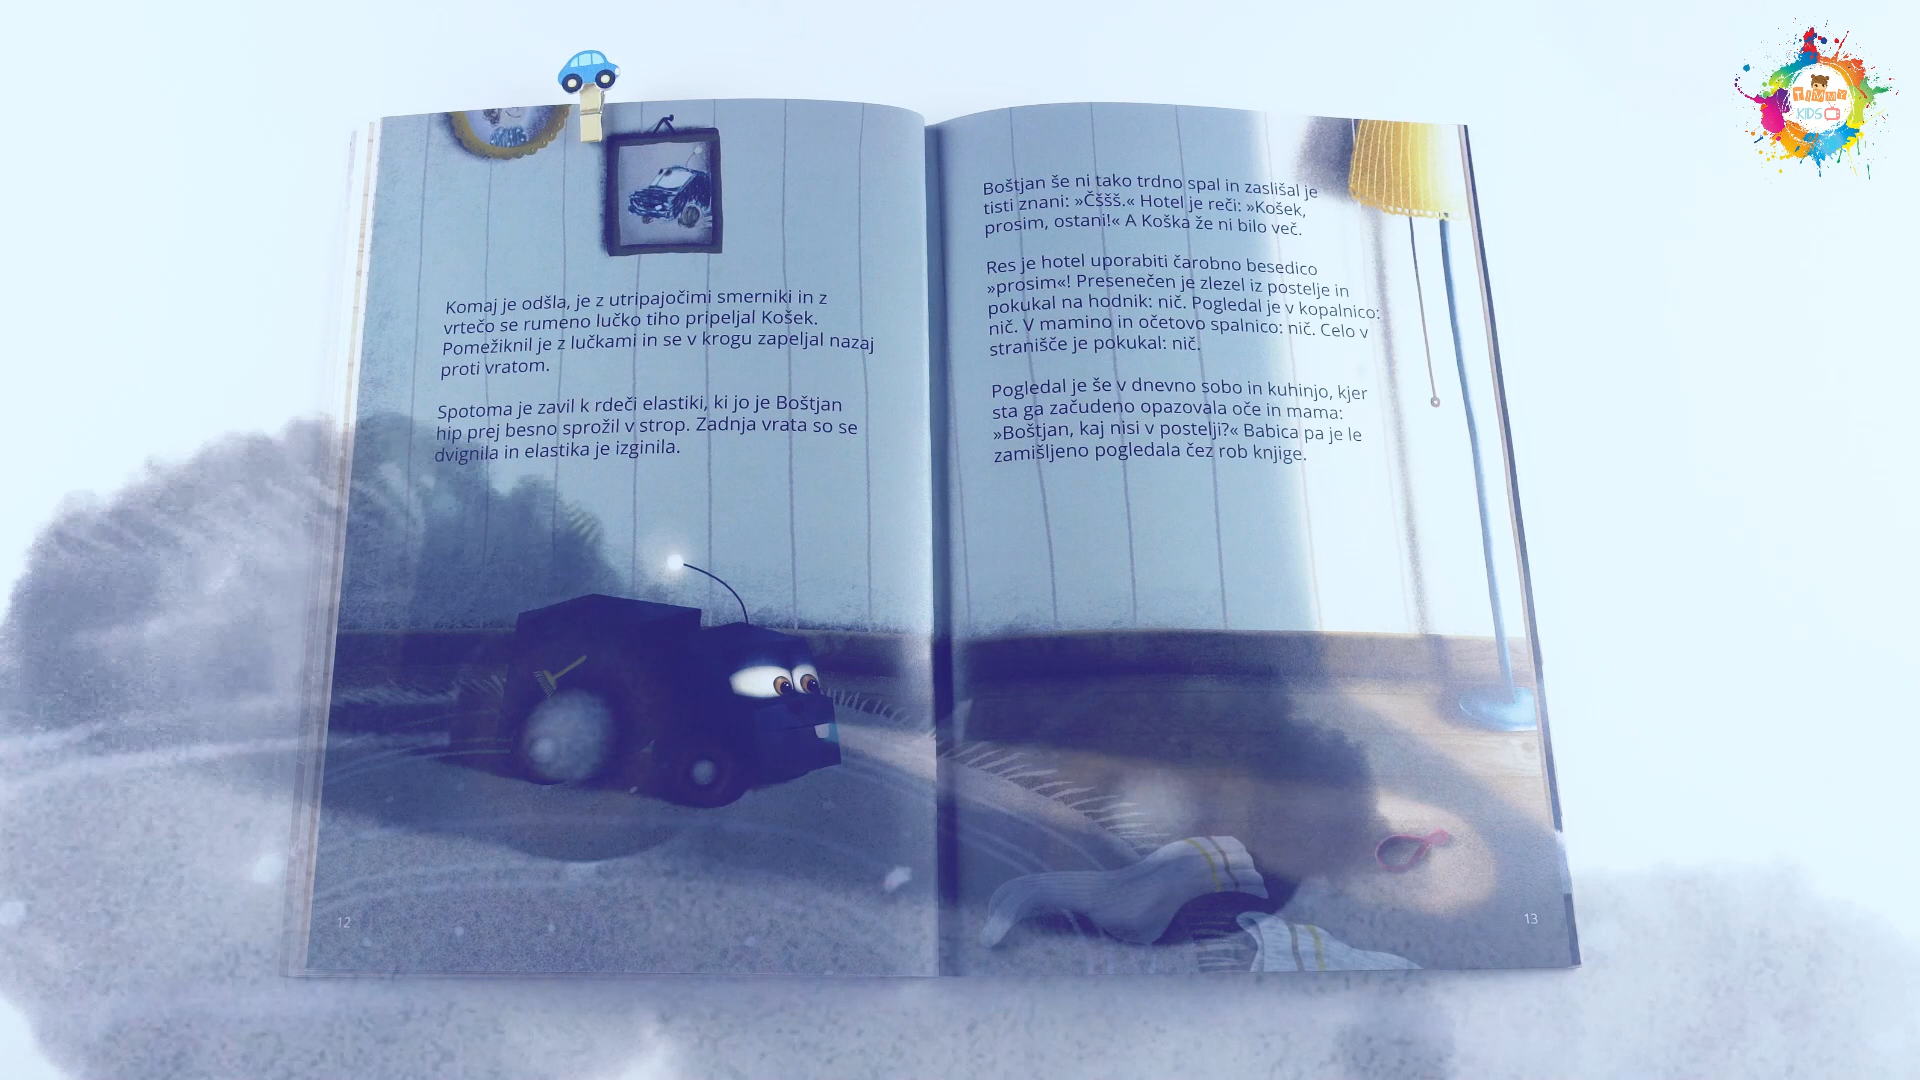 TIMMY
KIDS
Komaj je odšla, je z utripajočimi smerniki in z
vrtečo se rumeno lučko tiho pripeljal Košek.
Pomežiknil je z lučkami in se v krogu zapeljal nazaj
proti vratom.
Spotoma je zavil k rdeči elastiki, ki jo je Boštjan
hip prej besno sprožil v strop. Zadnja vrata so se
dvignila in elastika je izginila.
12
Boštjan še ni tako trdno spal in zaslišal je
tisti znani: »Čššš.« Hotel je reči: »Košek,
prosim, ostani!« A Koška že ni bilo več.
Res je hotel uporabiti čarobno besedico
»prosim«! Presenečen je zlezel iz postelje in
pokukal na hodnik: nič. Pogledal je v kopalnico:
nič. V mamino in očetovo spalnico: nič. Celo v
stranišče je pokukal: nič.
Pogledal je še v dnevno sobo in kuhinjo, kjer
sta ga začudeno opazovala oče in mama:
»Boštjan, kaj nisi v postelji?« Babica pa je le
zamišljeno pogledala čez rob knjige.
13